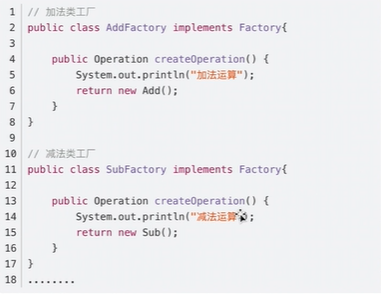 1 // 加法类工厂
2 public class AddFactory implements Factory{
3
4 public Operation createOperation() {
5 System.out.println("加法运算");
6 return new Add();
7 }
8 }
9
10 // 减法类工厂
11 public class SubFactory implements Factory{
12
13 public Operation createOperation() {
14 System.out.println("减法运算");
15 return new Sub();
16 }
17 }
18 ........